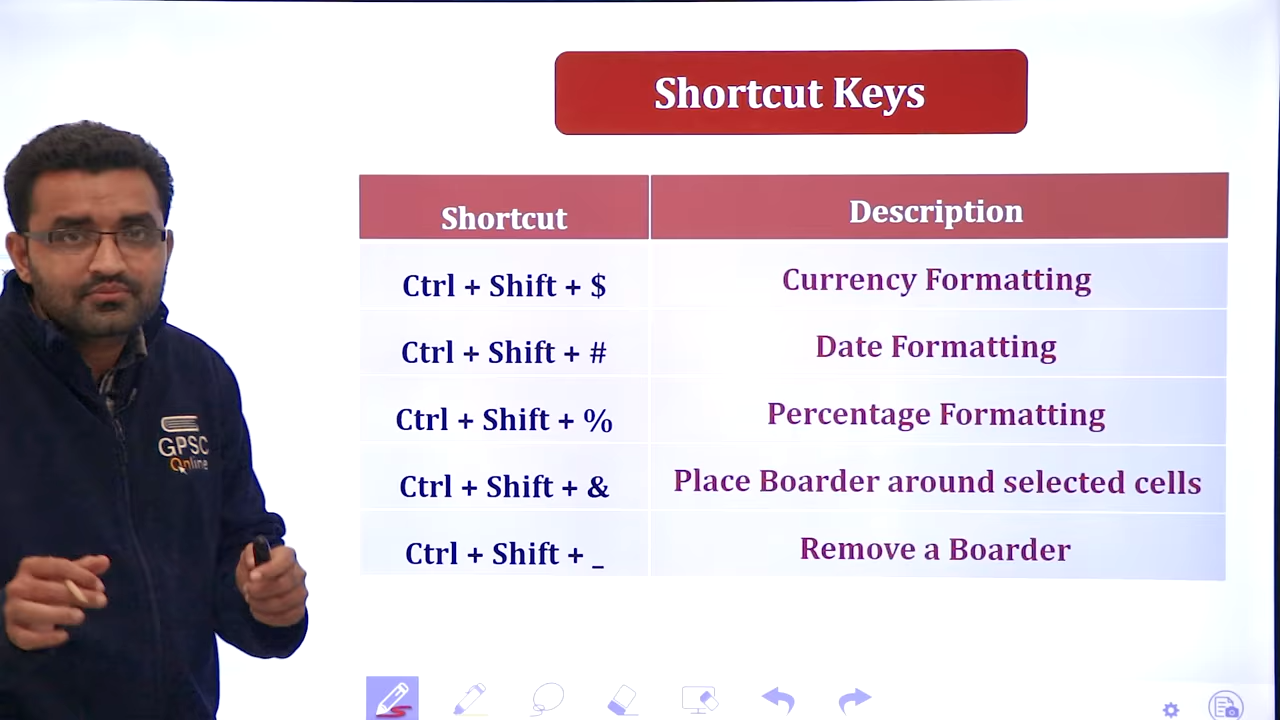 Shortcut Keys
Shortcut Description
Ctrl + Shift + $ Currency Formatting
Ctrl + Shift + # Date Formatting
Ctrl + Shift + % Percentage Formatting
Ctrl + Shift + & Place Boarder around selected cells
Ctrl + Shift + _ Remove a Boarder
GPSC
Online